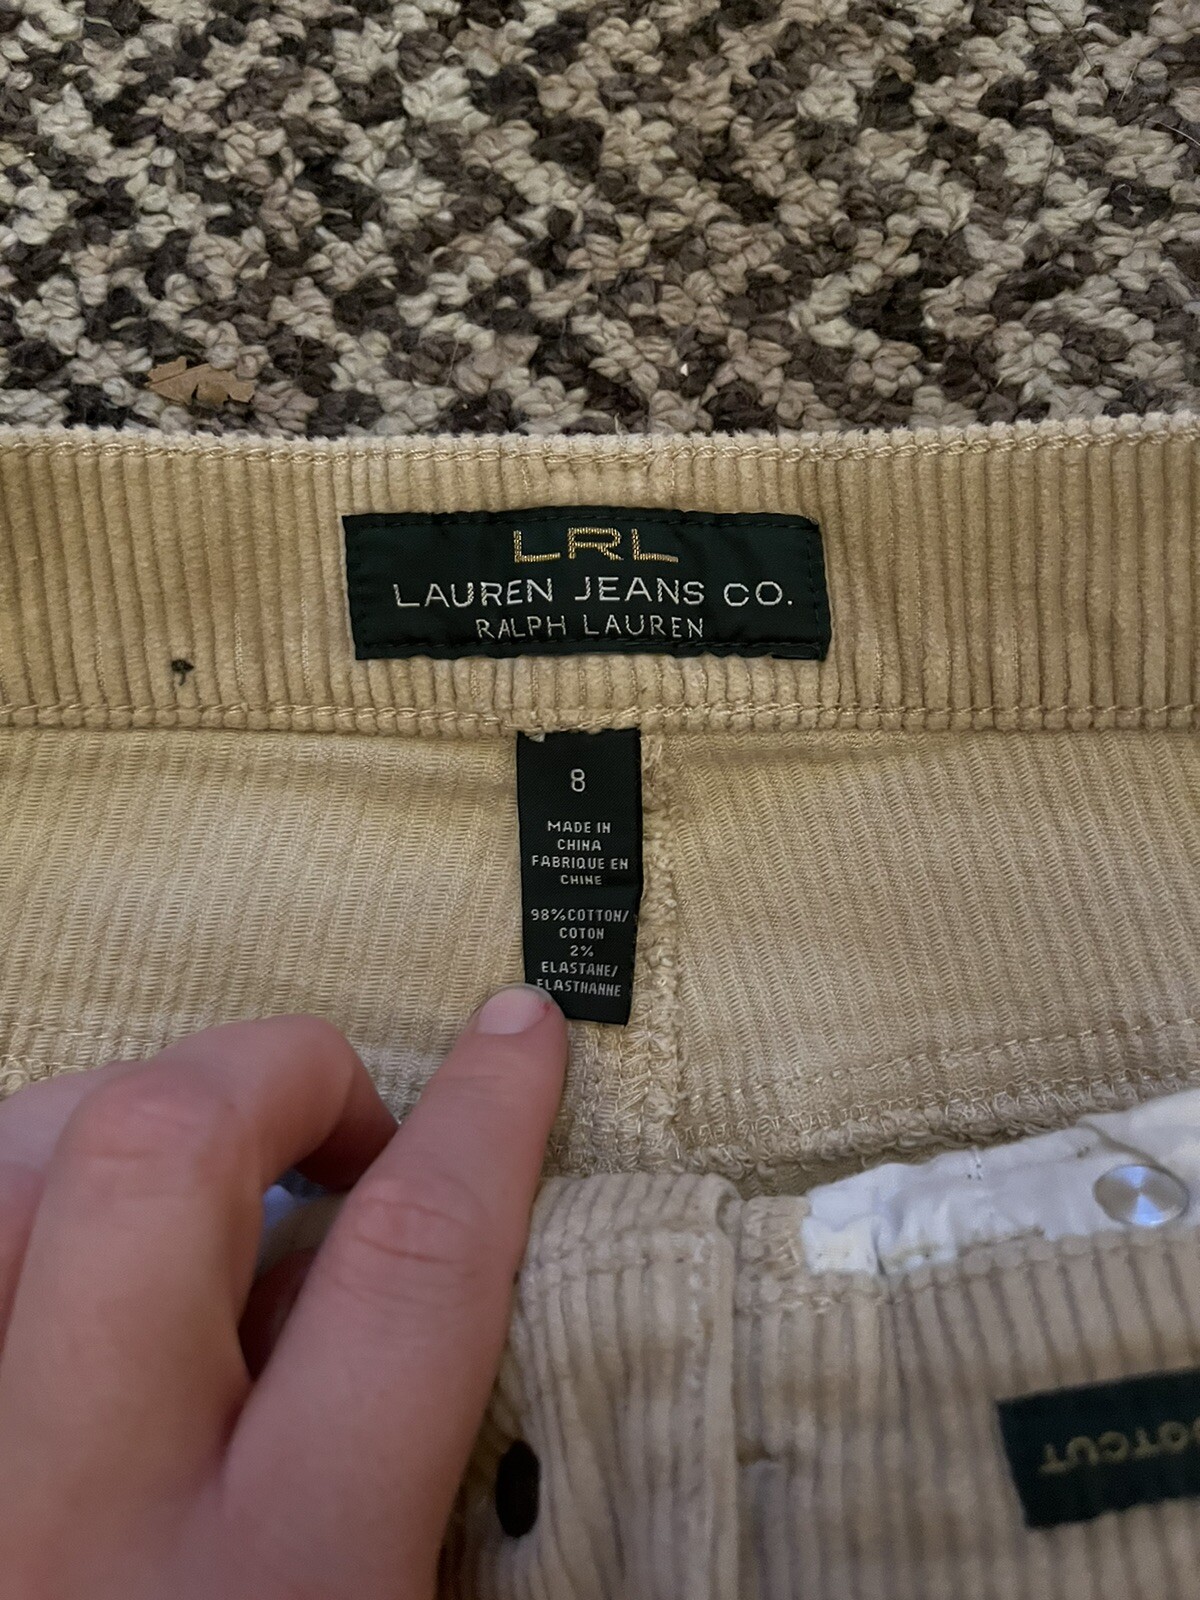 LRL
LAUREN JEANS CO.
RALPH LAUREN
8
MADE IN
CHINA
FABRIQUE EN
CHINE
98%COTTON/
COTON
2%
ELASTANE/
ELASTHANNE
OOTCUT